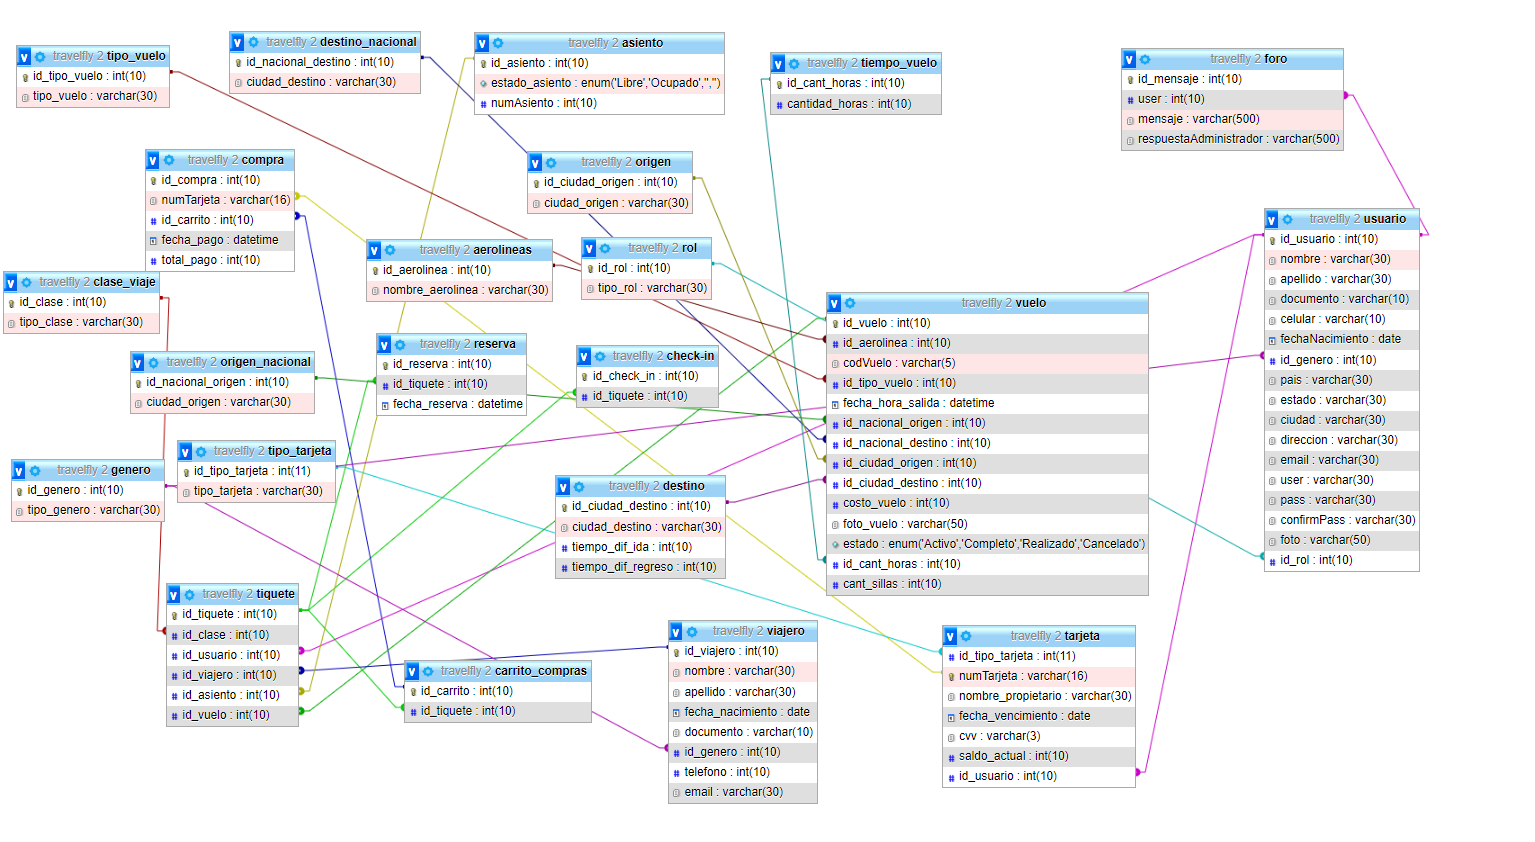 travelfly 2 tipo_vuelo
id_tipo_vuelo : int(10)
tipo_vuelo : varchar(30)
travelfly 2 destino_nacional
id_nacional_destino : int(10)
ciudad_destino : varchar(30)
travelfly 2 asiento
id_asiento : int(10)
estado_asiento : enum('Libre','Ocupado','','')
numAsiento : int(10)
travelfly 2 tiempo_vuelo
id_cant_horas : int(10)
cantidad_horas : int(10)
travelfly 2 foro
id_mensaje : int(10)
user : int(10)
mensaje : varchar(500)
respuestaAdministrador : varchar(500)
travelfly 2 compra
id_compra : int(10)
numTarjeta : varchar(16)
id_carrito : int(10)
fecha_pago : datetime
total_pago : int(10)
travelfly 2 origen
id_ciudad_origen : int(10)
ciudad_origen : varchar(30)
travelfly 2 usuario
id_usuario : int(10)
nombre : varchar(30)
apellido : varchar(30)
documento : varchar(10)
celular : varchar(10)
fechaNacimiento : date
id_genero : int(10)
pais : varchar(30)
estado : varchar(30)
ciudad : varchar(30)
direccion : varchar(30)
email : varchar(30)
user : varchar(30)
pass : varchar(30)
confirmPass : varchar(30)
foto : varchar(50)
id_rol : int(10)
travelfly 2 aerolineas
id_aerolinea : int(10)
nombre_aerolinea : varchar(30)
travelfly 2 rol
id_rol : int(10)
tipo_rol : varchar(30)
travelfly 2 clase_viaje
id_clase : int(10)
tipo_clase : varchar(30)
travelfly 2 vuelo
id_vuelo : int(10)
id_aerolinea : int(10)
codVuelo : varchar(5)
id_tipo_vuelo : int(10)
fecha_hora_salida : datetime
id_nacional_origen : int(10)
id_nacional_destino : int(10)
id_ciudad_origen : int(10)
id_ciudad_destino : int(10)
costo_vuelo : int(10)
foto_vuelo : varchar(50)
estado : enum('Activo','Completo','Realizado','Cancelado')
id_cant_horas : int(10)
cant_sillas : int(10)
travelfly 2 reserva
id_reserva : int(10)
id_tiquete : int(10)
fecha_reserva : datetime
travelfly 2 check-in
id_check_in : int(10)
id_tiquete : int(10)
travelfly 2 origen_nacional
id_nacional_origen : int(10)
ciudad_origen : varchar(30)
travelfly 2 tipo_tarjeta
id_tipo_tarjeta : int(11)
tipo_tarjeta : varchar(30)
travelfly 2 genero
id_genero : int(10)
tipo_genero : varchar(30)
travelfly 2 destino
id_ciudad_destino : int(10)
ciudad_destino : varchar(30)
tiempo_dif_ida : int(10)
tiempo_dif_regreso : int(10)
travelfly 2 tiquete
id_tiquete : int(10)
id_clase : int(10)
id_usuario : int(10)
id_viajero : int(10)
id_asiento : int(10)
id_vuelo : int(10)
travelfly 2 carrito_compras
id_carrito : int(10)
id_tiquete : int(10)
travelfly 2 viajero
id_viajero : int(10)
nombre : varchar(30)
apellido : varchar(30)
fecha_nacimiento : date
documento : varchar(10)
id_genero : int(10)
telefono : int(10)
email : varchar(30)
travelfly 2 tarjeta
id_tipo_tarjeta : int(11)
numTarjeta : varchar(16)
nombre_propietario : varchar(30)
fecha_vencimiento : date
cvv : varchar(3)
saldo_actual : int(10)
id_usuario : int(10)